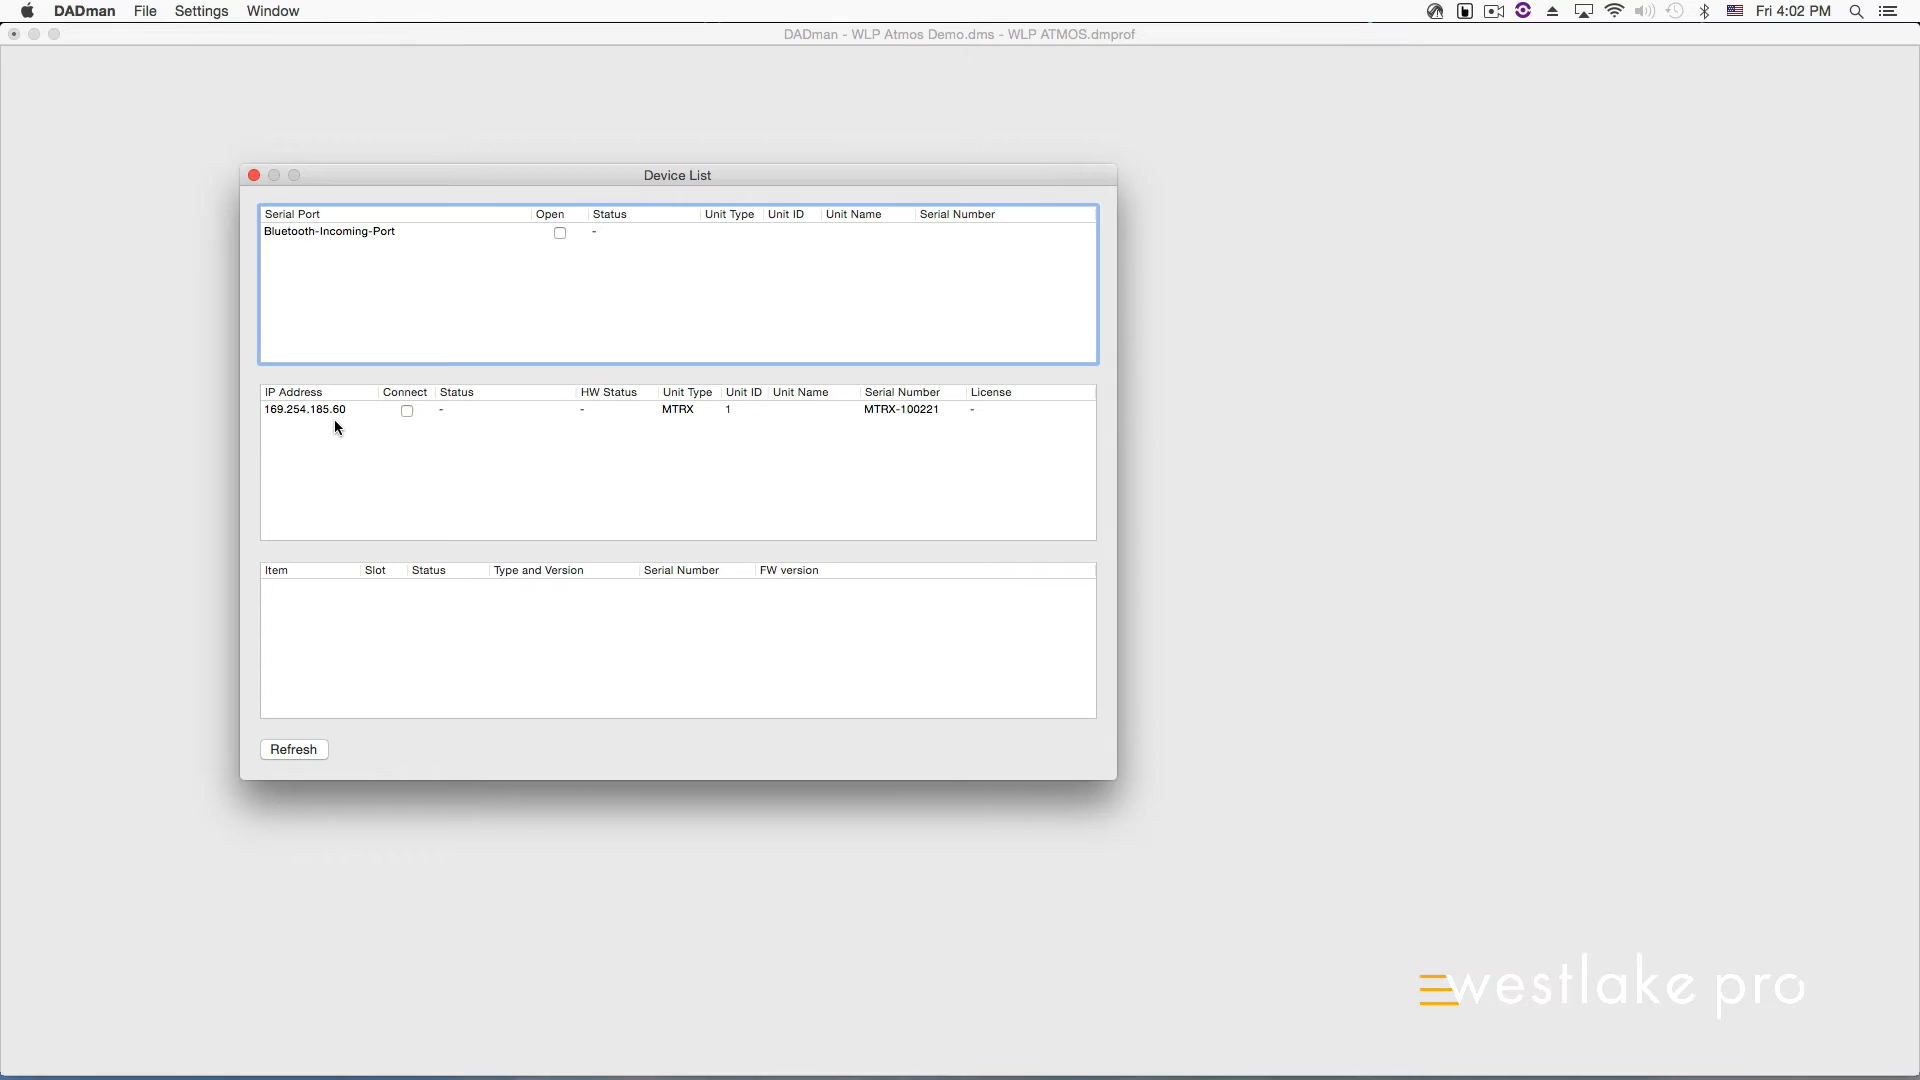 DADman File Settings Window Fri 4:02 PM
DADman - WLP Atmos Demo.dms - WLP ATMOS.dmprof
Device List
Serial Port Open Status Unit Type Unit ID Unit Name Serial Number
Bluetooth-Incoming-Port -
IP Address Connect Status HW Status Unit Type Unit ID Unit Name Serial Number License
169.254.185.60 - - MTRX 1 MTRX-100221 -
Item Slot Status Type and Version Serial Number FW version
Refresh
westlake pro